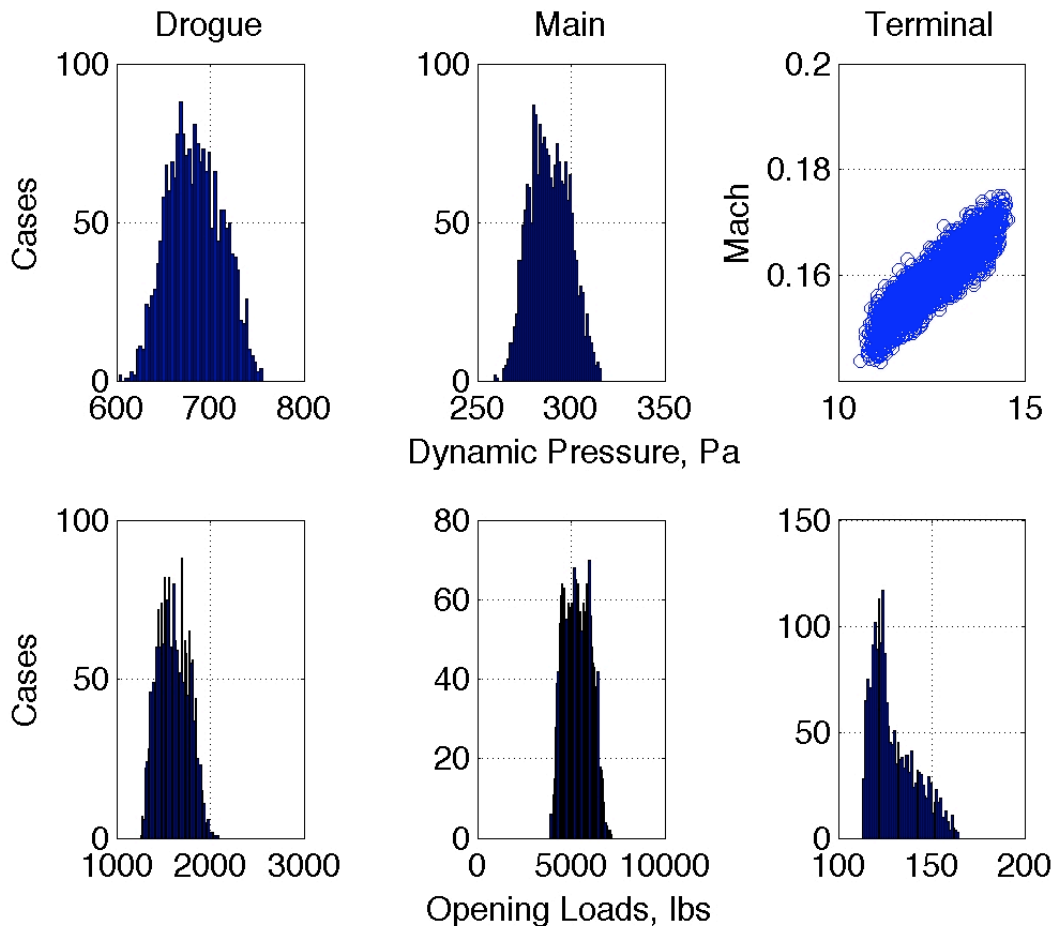 Drogue Main Terminal
100 100 0.2
0.18
Cases 50 50 Mach
0.16
0 0
600 700 800 250 300 350 10 15
Dynamic Pressure, Pa
100 80 150
60 100
Cases 50 40
50
20
0 0 0
1000 2000 3000 0 5000 10000 100 150 200
Opening Loads, lbs